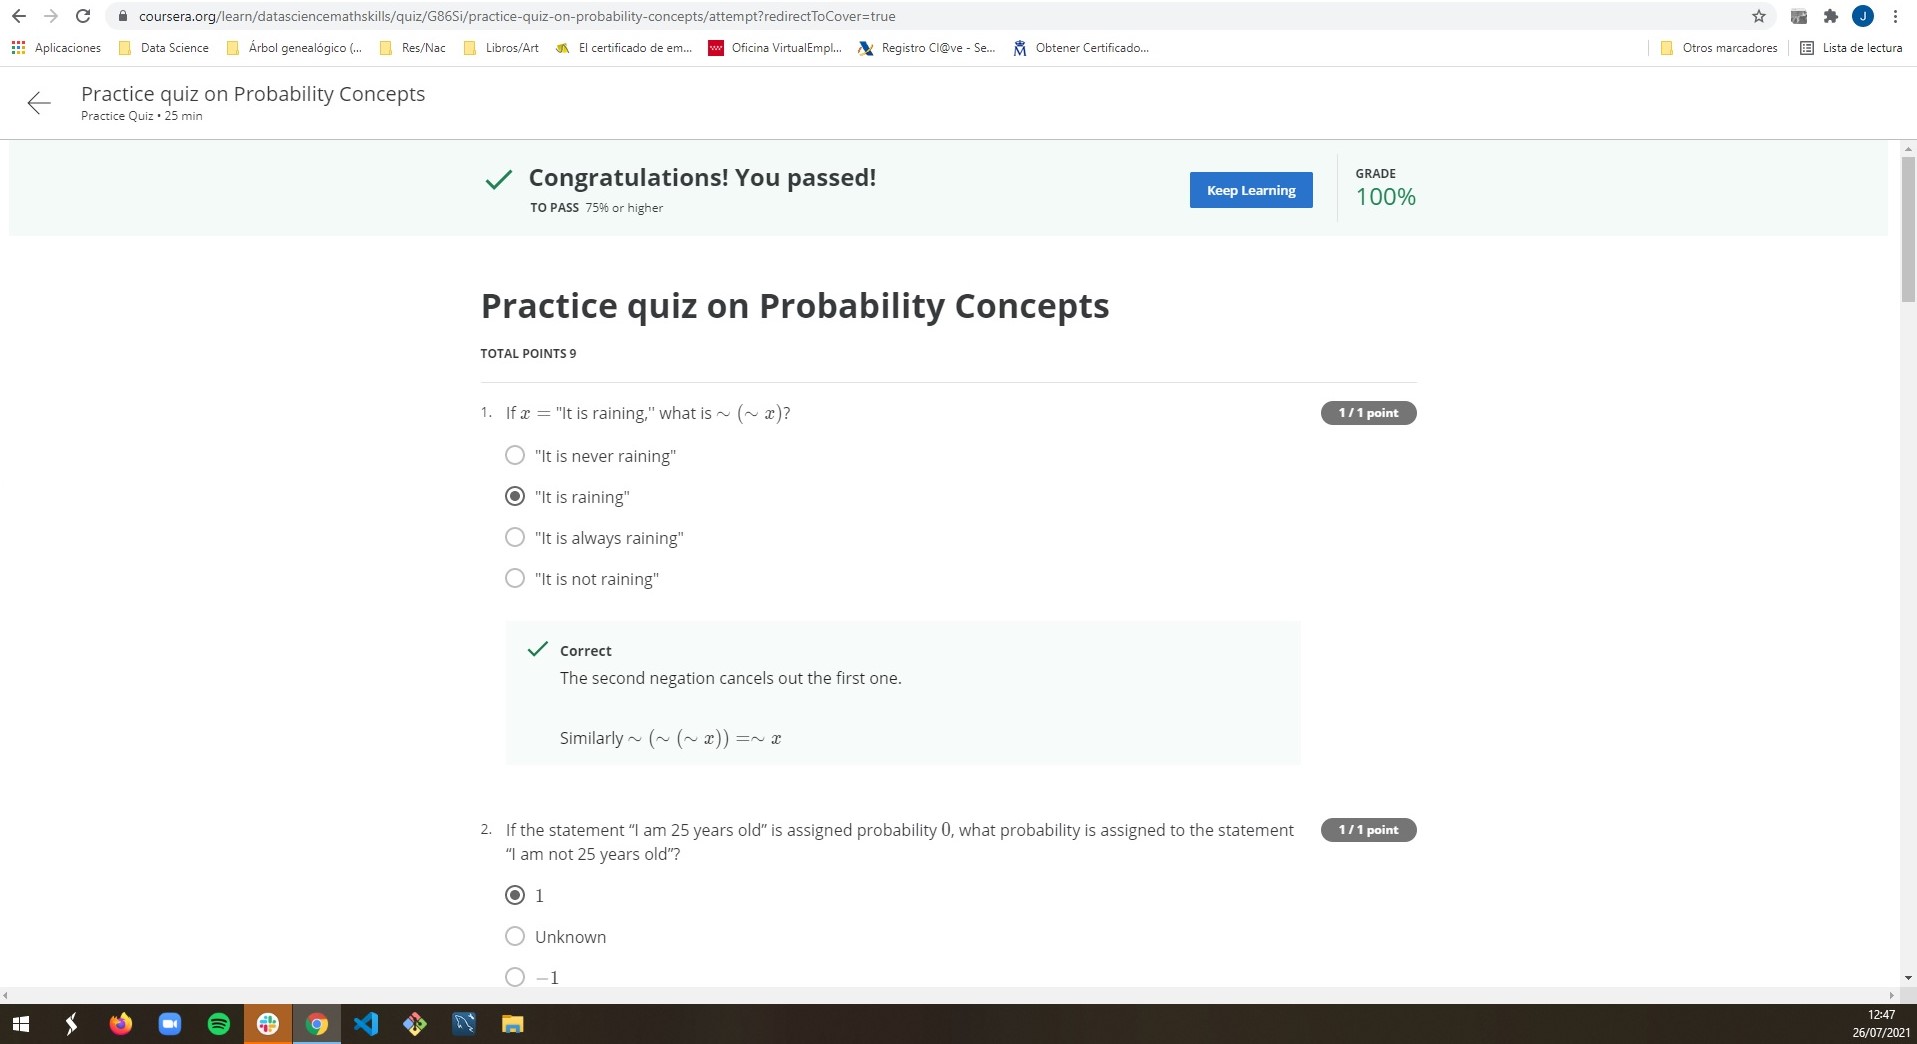 coursera.org/learn/datasciencemathskills/quiz/G86Si/practice-quiz-on-probability-concepts/attempt?redirectToCover=true
J
Aplicaciones Data Science Árbol genealógico (... Res/Nac Libros/Art El certificado de em... Oficina VirtualEmpl... Registro Cl@ve - Se... Obtener Certificado... Otros marcadores Lista de lectura
Practice quiz on Probability Concepts
Practice Quiz • 25 min
Congratulations! You passed!
TO PASS 75% or higher
Keep Learning
GRADE
100%
Practice quiz on Probability Concepts
TOTAL POINTS 9
1. If x = "It is raining,'' what is ∼ (∼ x)?
1 / 1 point
"It is never raining"
"It is raining"
"It is always raining"
"It is not raining"
Correct
The second negation cancels out the first one.
Similarly ∼ (∼ (∼ x)) =∼ x
2. If the statement “I am 25 years old” is assigned probability 0, what probability is assigned to the statement
“I am not 25 years old”?
1 / 1 point
1
Unknown
−1
12:47
26/07/2021